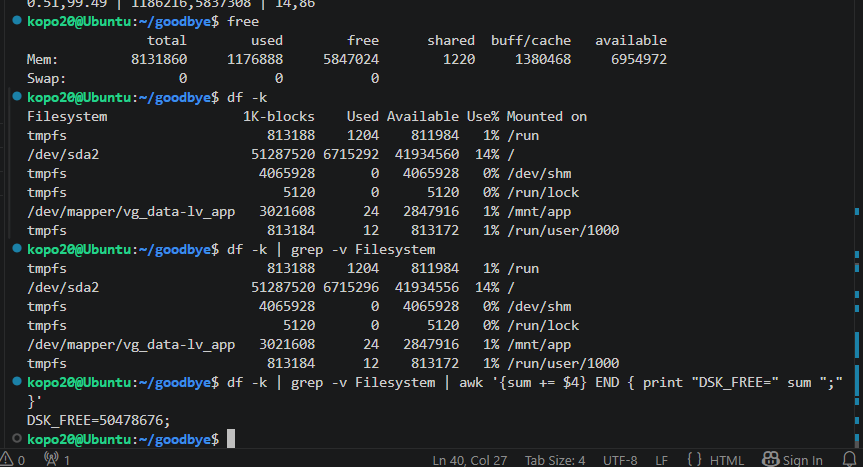 0.51,99.49 | 1186216,5837308 | 14,86
kopo20@Ubuntu:~/goodbye$ free
total used free shared buff/cache available
Mem: 8131860 1176888 5847024 1220 1380468 6954972
Swap: 0 0 0
kopo20@Ubuntu:~/goodbye$ df -k
Filesystem 1K-blocks Used Available Use% Mounted on
tmpfs 813188 1204 811984 1% /run
/dev/sda2 51287520 6715292 41934560 14% /
tmpfs 4065928 0 4065928 0% /dev/shm
tmpfs 5120 0 5120 0% /run/lock
/dev/mapper/vg_data-lv_app 3021608 24 2847916 1% /mnt/app
tmpfs 813184 12 813172 1% /run/user/1000
kopo20@Ubuntu:~/goodbye$ df -k | grep -v Filesystem
tmpfs 813188 1204 811984 1% /run
/dev/sda2 51287520 6715296 41934556 14% /
tmpfs 4065928 0 4065928 0% /dev/shm
tmpfs 5120 0 5120 0% /run/lock
/dev/mapper/vg_data-lv_app 3021608 24 2847916 1% /mnt/app
tmpfs 813184 12 813172 1% /run/user/1000
kopo20@Ubuntu:~/goodbye$ df -k | grep -v Filesystem | awk '{sum += $4} END { print "DSK_FREE=" sum ";"
}'
DSK_FREE=50478676;
kopo20@Ubuntu:~/goodbye$
0 1 Ln 40, Col 27 Tab Size: 4 UTF-8 LF {} HTML Sign In